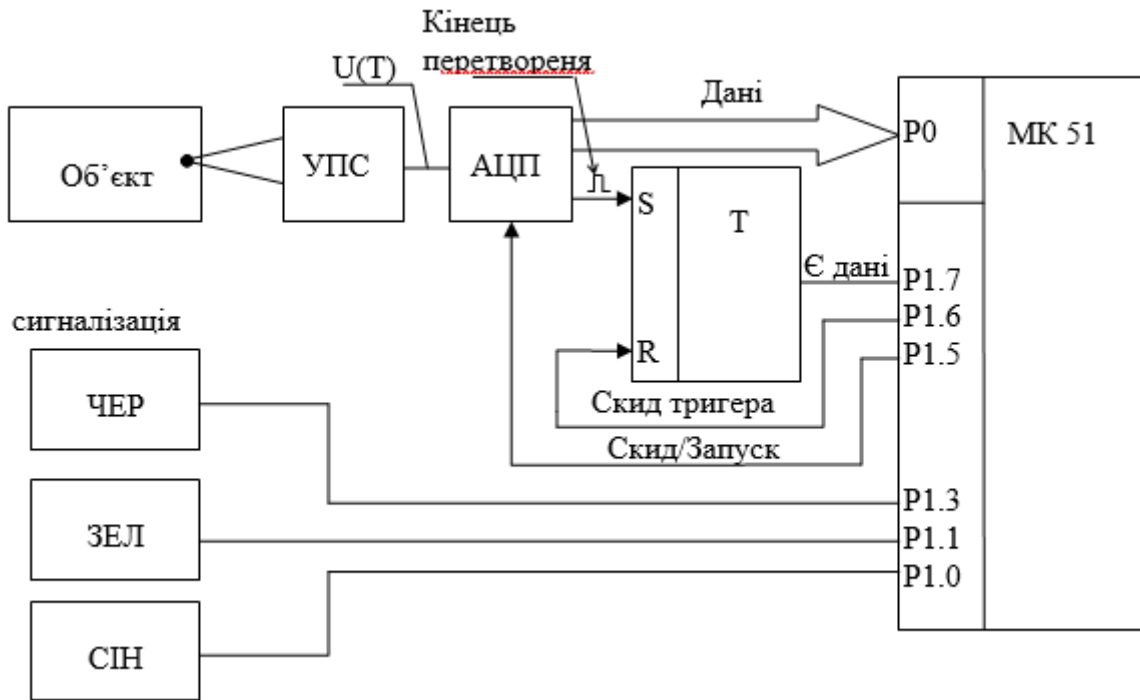 Кінець
перетвореня
U(T)
Дані
Об’єкт
УПС
АЦП
P0
МК 51
S
T
Є дані
P1.7
P1.6
P1.5
R
Скид тригера
Скид/Запуск
сигналізація
ЧЕР
ЗЕЛ
СІН
P1.3
P1.1
P1.0